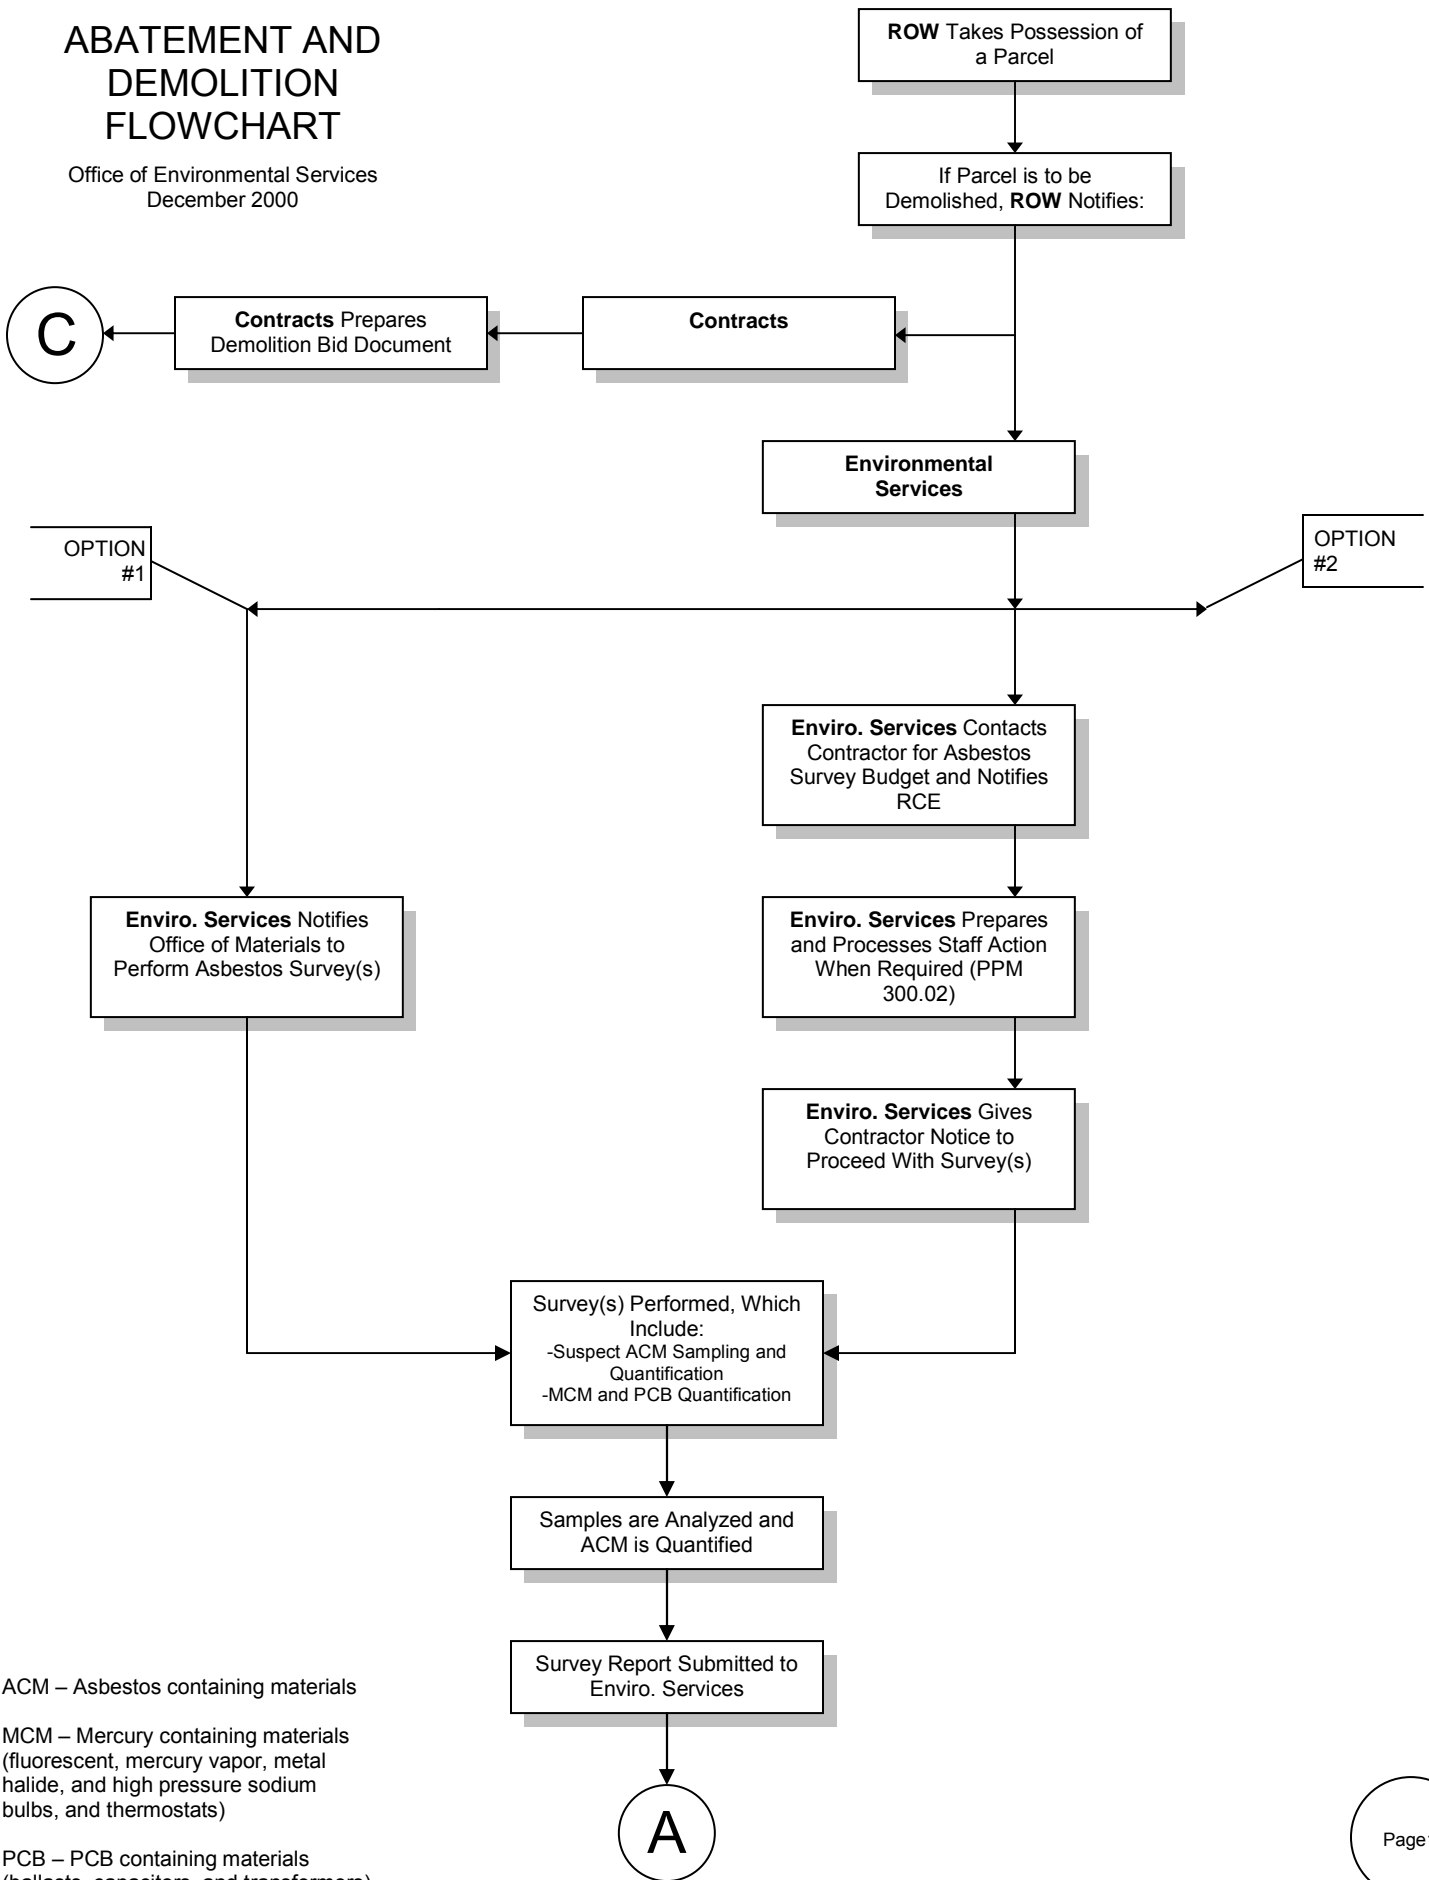 ABATEMENT AND
DEMOLITION
FLOWCHART
Office of Environmental Services
December 2000
ROW Takes Possession of
a Parcel
If Parcel is to be
Demolished, ROW Notifies:
C
Contracts Prepares
Demolition Bid Document
Contracts
Environmental
Services
OPTION
#1
OPTION
#2
Enviro. Services Contacts
Contractor for Asbestos
Survey Budget and Notifies
RCE
Enviro. Services Notifies
Office of Materials to
Perform Asbestos Survey(s)
Enviro. Services Prepares
and Processes Staff Action
When Required (PPM
300.02)
Enviro. Services Gives
Contractor Notice to
Proceed With Survey(s)
Survey(s) Performed, Which
Include:
-Suspect ACM Sampling and
Quantification
-MCM and PCB Quantification
Samples are Analyzed and
ACM is Quantified
Survey Report Submitted to
Enviro. Services
A
ACM – Asbestos containing materials
MCM – Mercury containing materials
(fluorescent, mercury vapor, metal
halide, and high pressure sodium
bulbs, and thermostats)
PCB – PCB containing materials
(ballasts, capacitors, and transformers)
Page